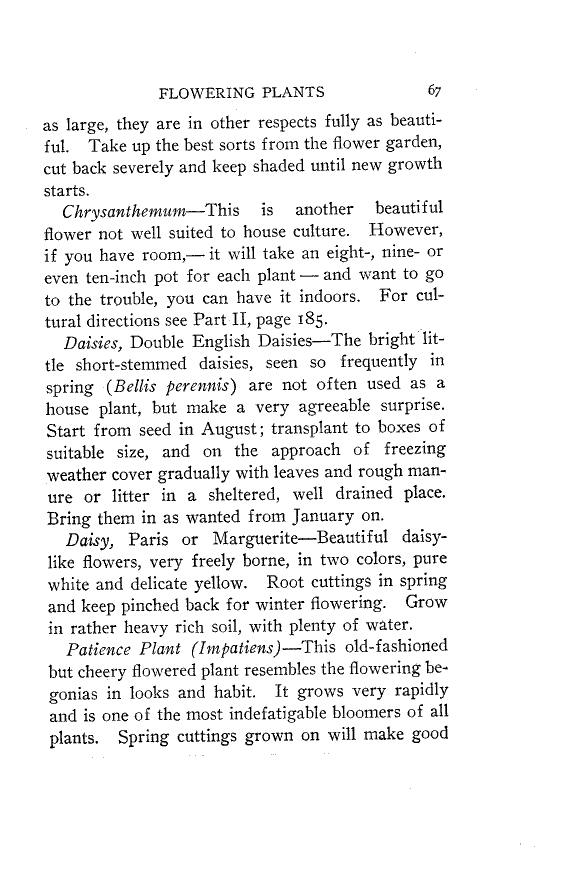 FLOWERING PLANTS 67
as large, they are in other respects fully as beauti-
ful. Take up the best sorts from the flower garden,
cut back severely and keep shaded until new growth
starts.
Chrysanthemum—This is another beautiful
flower not well suited to house culture. However,
if you have room,— it will take an eight-, nine- or
even ten-inch pot for each plant — and want to go
to the trouble, you can have it indoors. For cul-
tural directions see Part II, page 185.
Daisies, Double English Daisies—The bright lit-
tle short-stemmed daisies, seen so frequently in
spring (Bellis perennis) are not often used as a
house plant, but make a very agreeable surprise.
Start from seed in August; transplant to boxes of
suitable size, and on the approach of freezing
weather cover gradually with leaves and rough man-
ure or litter in a sheltered, well drained place.
Bring them in as wanted from January on.
Daisy, Paris or Marguerite—Beautiful daisy-
like flowers, very freely borne, in two colors, pure
white and delicate yellow. Root cuttings in spring
and keep pinched back for winter flowering. Grow
in rather heavy rich soil, with plenty of water.
Patience Plant (Impatiens)—This old-fashioned
but cheery flowered plant resembles the flowering be-
gonias in looks and habit. It grows very rapidly
and is one of the most indefatigable bloomers of all
plants. Spring cuttings grown on will make good